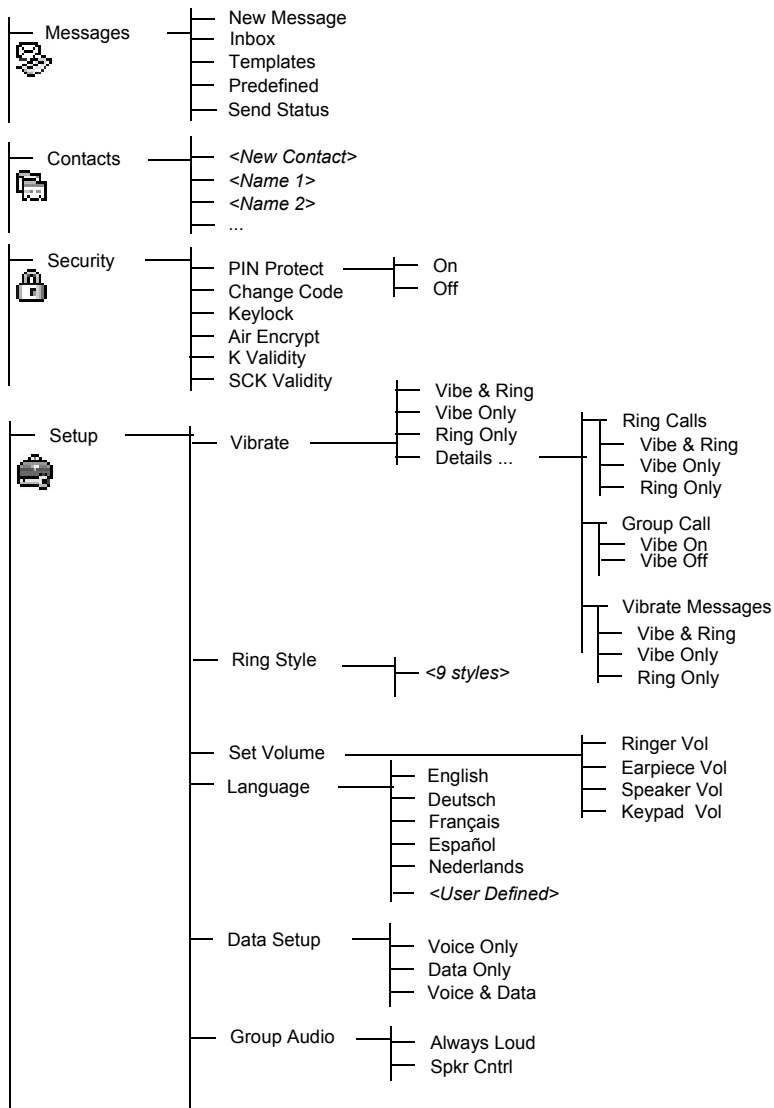 Messages
New Message
Inbox
Templates
Predefined
Send Status
Contacts
<New Contact>
<Name 1>
<Name 2>
...
Security
PIN Protect
On
Off
Change Code
Keylock
Air Encrypt
K Validity
SCK Validity
Setup
Vibrate
Vibe & Ring
Vibe Only
Ring Only
Details ...
Ring Calls
Vibe & Ring
Vibe Only
Ring Only
Group Call
Vibe On
Vibe Off
Vibrate Messages
Vibe & Ring
Vibe Only
Ring Only
Ring Style
<9 styles>
Set Volume
Ringer Vol
Earpiece Vol
Speaker Vol
Keypad Vol
Language
English
Deutsch
Français
Español
Nederlands
<User Defined>
Data Setup
Voice Only
Data Only
Voice & Data
Group Audio
Always Loud
Spkr Cntrl